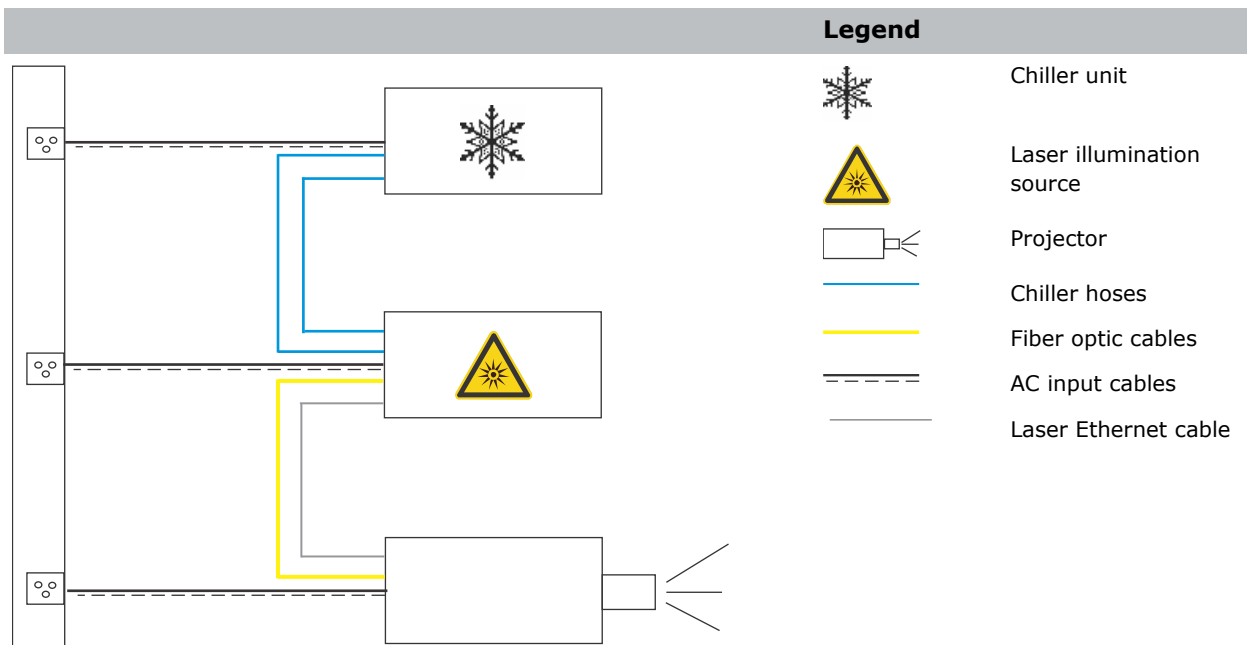 Legend
Chiller unit
Laser illumination
source
Projector
Chiller hoses
Fiber optic cables
AC input cables
Laser Ethernet cable